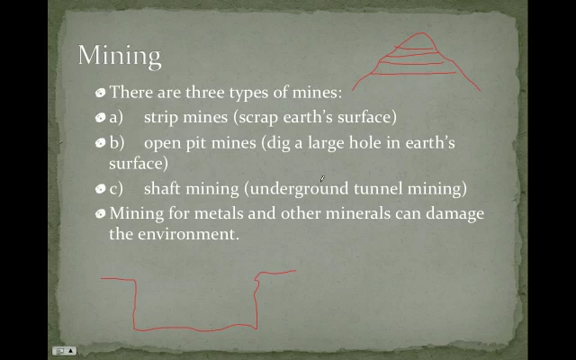 Mining
There are three types of mines:
a) strip mines (scrap earth's surface)
b) open pit mines (dig a large hole in earth's
surface)
c) shaft mining (underground tunnel mining)
Mining for metals and other minerals can damage
the environment.